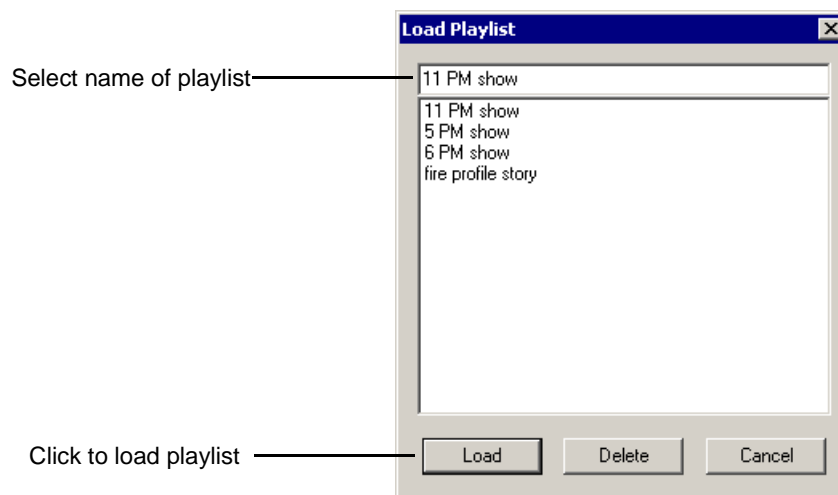 Load Playlist
Select name of playlist
11 PM show
11 PM show
5 PM show
6 PM show
fire profile story
Click to load playlist
Load Delete Cancel